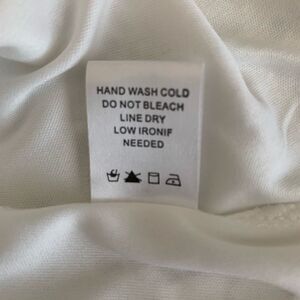 HAND WASH COLD
DO NOT BLEACH
LINE DRY
LOW IRONIF
NEEDED